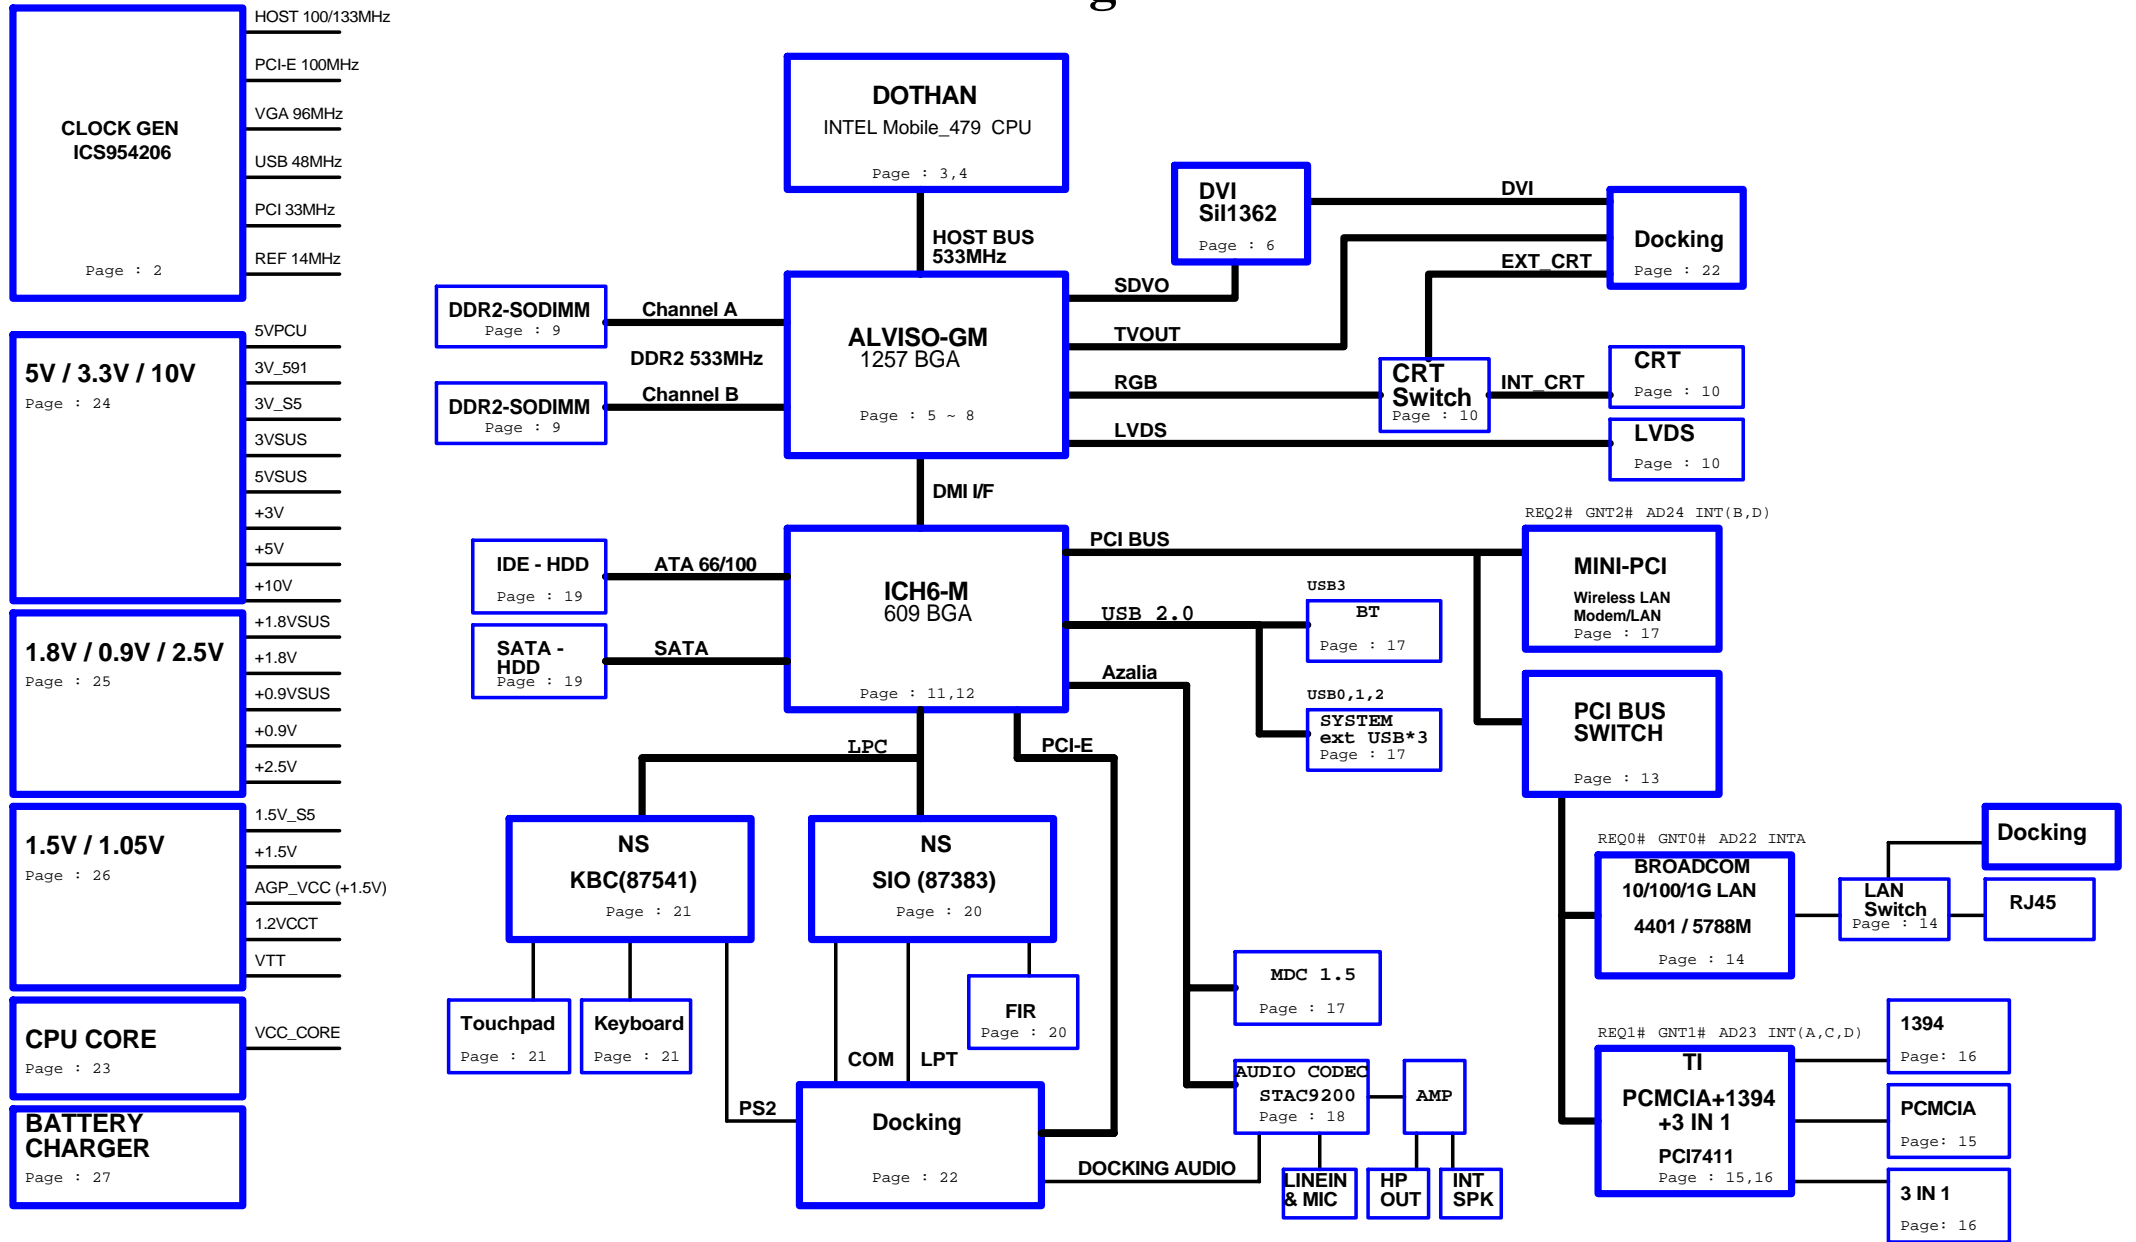 g
HOST 100/133MHz
PCI-E 100MHz
VGA 96MHz
USB 48MHz
PCI 33MHz
REF 14MHz
CLOCK GEN
ICS954206
Page : 2
5V / 3.3V / 10V
Page : 24
5VPCU
3V_591
3V_S5
3VSUS
5VSUS
+3V
+5V
+10V
1.8V / 0.9V / 2.5V
Page : 25
+1.8VSUS
+1.8V
+0.9VSUS
+0.9V
+2.5V
1.5V / 1.05V
Page : 26
1.5V_S5
+1.5V
AGP_VCC (+1.5V)
1.2VCCT
VTT
CPU CORE
Page : 23
VCC_CORE
BATTERY
CHARGER
Page : 27
DOTHAN
INTEL Mobile_479 CPU
Page : 3,4
HOST BUS
533MHz
DDR2-SODIMM
Page : 9
Channel A
DDR2 533MHz
Channel B
DDR2-SODIMM
Page : 9
ALVISO-GM
1257 BGA
Page : 5 ~ 8
SDVO
TVOUT
RGB
LVDS
DVI
SiI1362
Page : 6
DVI
EXT_CRT
Docking
Page : 22
CRT
Switch
Page : 10
INT_CRT
CRT
Page : 10
LVDS
Page : 10
DMI I/F
IDE - HDD
Page : 19
ATA 66/100
SATA -
HDD
Page : 19
SATA
ICH6-M
609 BGA
Page : 11,12
PCI BUS
USB 2.0
Azalia
USB3
BT
Page : 17
USB0,1,2
SYSTEM
ext USB*3
Page : 17
REQ2# GNT2# AD24 INT(B,D)
MINI-PCI
Wireless LAN
Modem/LAN
Page : 17
PCI BUS
SWITCH
Page : 13
LPC
PCI-E
NS
KBC(87541)
Page : 21
NS
SIO (87383)
Page : 20
Touchpad
Page : 21
Keyboard
Page : 21
FIR
Page : 20
COM
LPT
PS2
Docking
Page : 22
DOCKING AUDIO
MDC 1.5
Page : 17
AUDIO CODEC
STAC9200
Page : 18
AMP
LINEIN
& MIC
HP
OUT
INT
SPK
REQ0# GNT0# AD22 INTA
BROADCOM
10/100/1G LAN
4401 / 5788M
Page : 14
LAN
Switch
Page : 14
Docking
RJ45
REQ1# GNT1# AD23 INT(A,C,D)
TI
PCMCIA+1394
+3 IN 1
PCI7411
Page : 15,16
1394
Page: 16
PCMCIA
Page: 15
3 IN 1
Page: 16